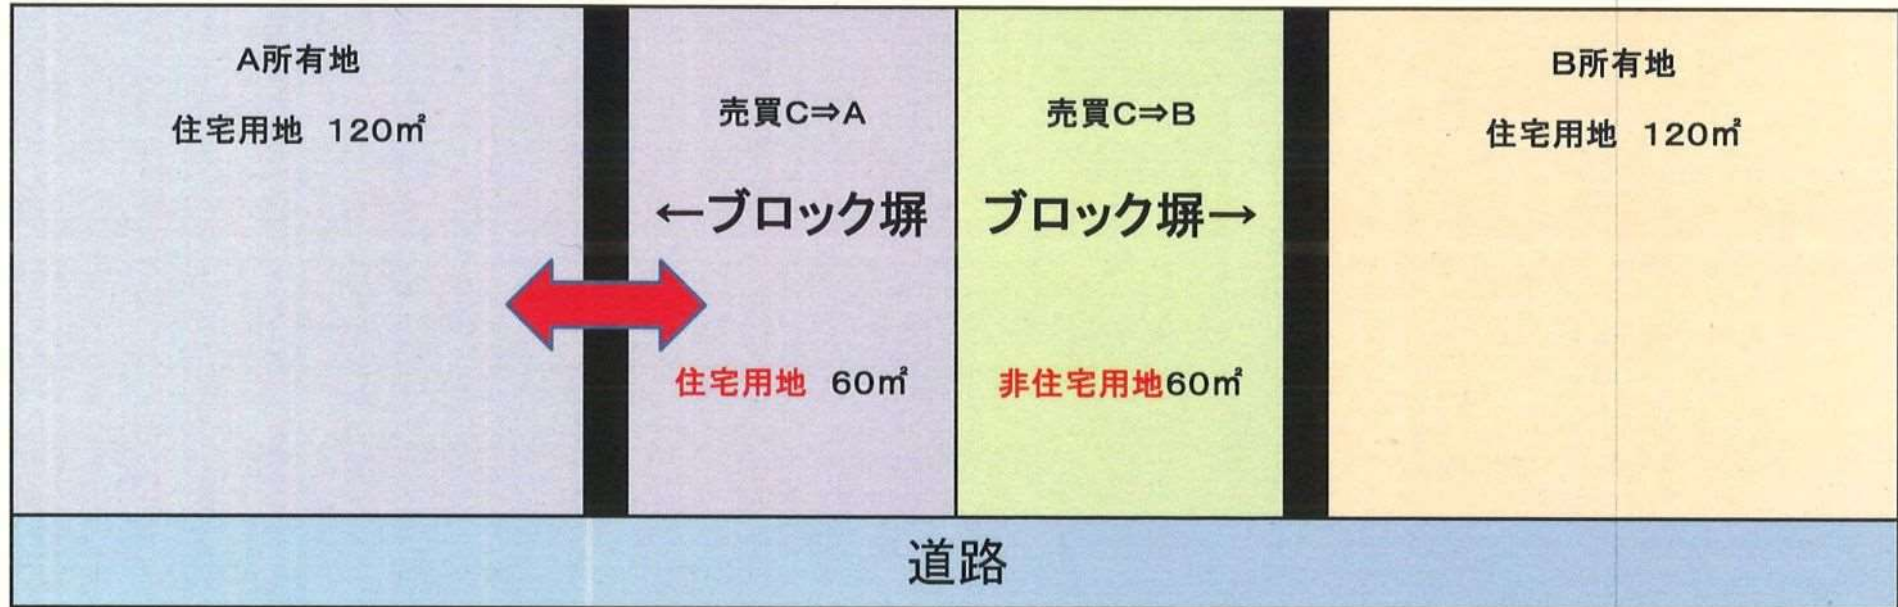 A所有地
住宅用地 120㎡
売買C⇒A
←ブロック塀
住宅用地 60㎡
売買C⇒B
ブロック塀→
非住宅用地60㎡
B所有地
住宅用地 120㎡
道路